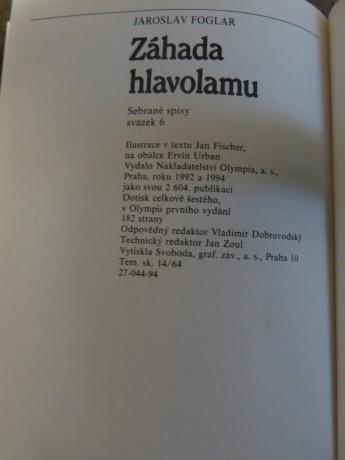 JAROSLAV FOGLAR
Záhada
hlavolamu
Sebrané spisy
svazek 6
Ilustrace v textu Jan Fischer,
na obálce Ervín Urban
Vydalo Nakladatelství Olympia, a. s.,
Praha, roku 1992 a 1994
jako svou 2 604. publikaci
Dotisk celkově šestého,
v Olympii prvního vydání
182 strany
Odpovědný redaktor Vladimír Dobrovodský
Technický redaktor Jan Zoul
Vytiskla Svoboda, graf. záv., a. s., Praha 10
Tem. sk. 14/64
27-044-94